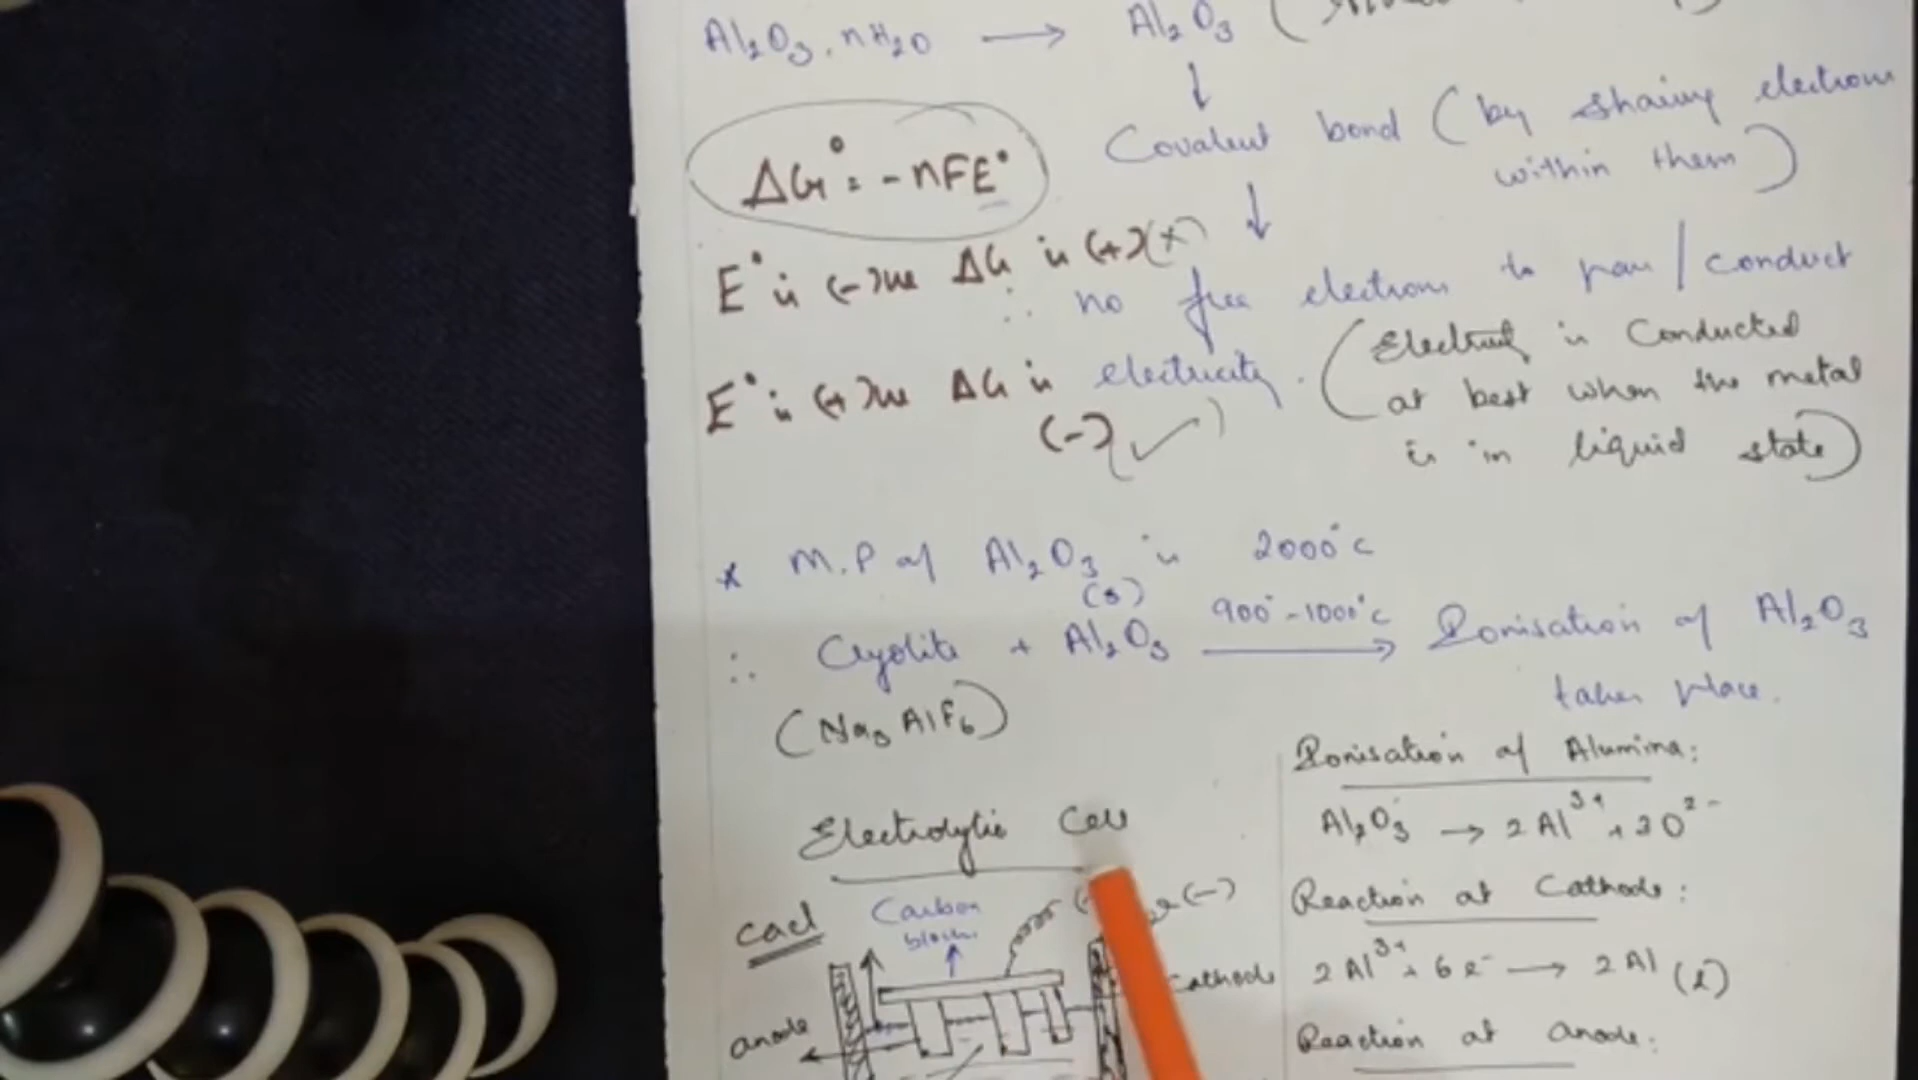 Al₂O₃.nH₂O → Al₂O₃ (
↓
Covalent bond (by sharing electrons
within them)
ΔG° = -nFE°
↓
E° is (-)ve ΔG is (+)(×)
∴ no free electrons to pass/conduct
electricity.
E° is (+)ve ΔG is
(-) ✓
(Electricity is conducted
at best when the metal
is in liquid state)
* M.P of Al₂O₃ is 2000°c
(s)
∴ Cryolite + Al₂O₃ 900°-1000°c → Ionisation of Al₂O₃
takes place.
(Na₃AlF₆)
Electrolytic Cell
Cael
Carbon
blocks
(-)
Cathode
anode
Ionisation of Alumina:
Al₂O₃ → 2Al³⁺ + 3O²⁻
Reaction at Cathode:
2Al³⁺ + 6e⁻ → 2Al (l)
Reaction at anode: